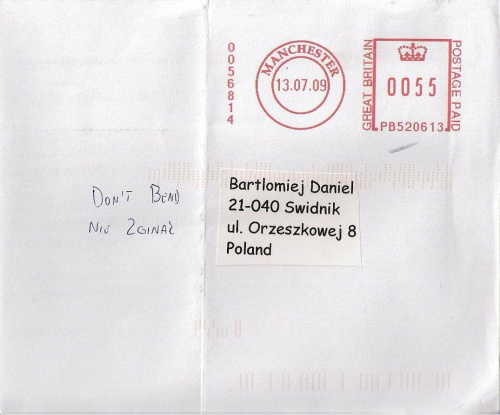 0056814
MANCHESTER
13.07.09
GREAT BRITAIN
0055
POSTAGE PAID
PB520613
DON'T BEND
NIE ZGINAŁ
Bartlomiej Daniel
21-040 Swidnik
ul. Orzeszkowej 8
Poland